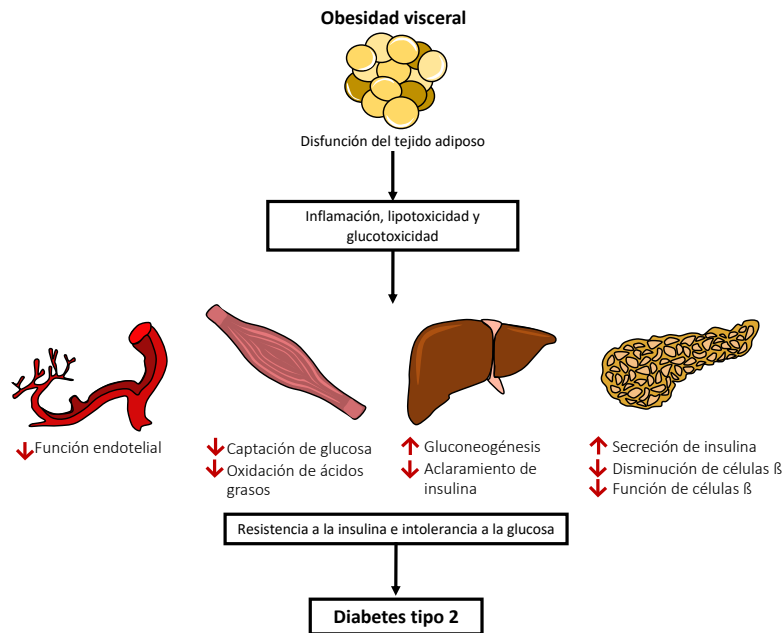 Obesidad visceral
Disfunción del tejido adiposo
Inflamación, lipotoxicidad y
glucotoxicidad
↓ Función endotelial
↓ Captación de glucosa
↓ Oxidación de ácidos
grasos
↑ Gluconeogénesis
↓ Aclaramiento de
insulina
↑ Secreción de insulina
↓ Disminución de células ß
↓ Función de células ß
Resistencia a la insulina e intolerancia a la glucosa
Diabetes tipo 2